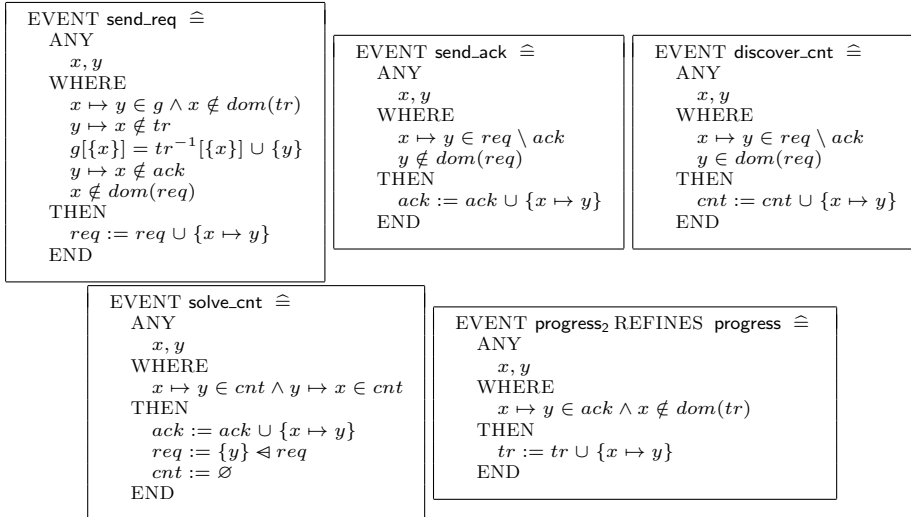 EVENT send_req ≙
ANY
x, y
WHERE
x ↦ y ∈ g ∧ x ∉ dom(tr)
y ↦ x ∉ tr
g[{x}] = tr⁻¹[{x}] ∪ {y}
y ↦ x ∉ ack
x ∉ dom(req)
THEN
req := req ∪ {x ↦ y}
END
EVENT send_ack ≙
ANY
x, y
WHERE
x ↦ y ∈ req \ ack
y ∉ dom(req)
THEN
ack := ack ∪ {x ↦ y}
END
EVENT discover_cnt ≙
ANY
x, y
WHERE
x ↦ y ∈ req \ ack
y ∈ dom(req)
THEN
cnt := cnt ∪ {x ↦ y}
END
EVENT solve_cnt ≙
ANY
x, y
WHERE
x ↦ y ∈ cnt ∧ y ↦ x ∈ cnt
THEN
ack := ack ∪ {x ↦ y}
req := {y} ⩤ req
cnt := ∅
END
EVENT progress₂ REFINES progress ≙
ANY
x, y
WHERE
x ↦ y ∈ ack ∧ x ∉ dom(tr)
THEN
tr := tr ∪ {x ↦ y}
END